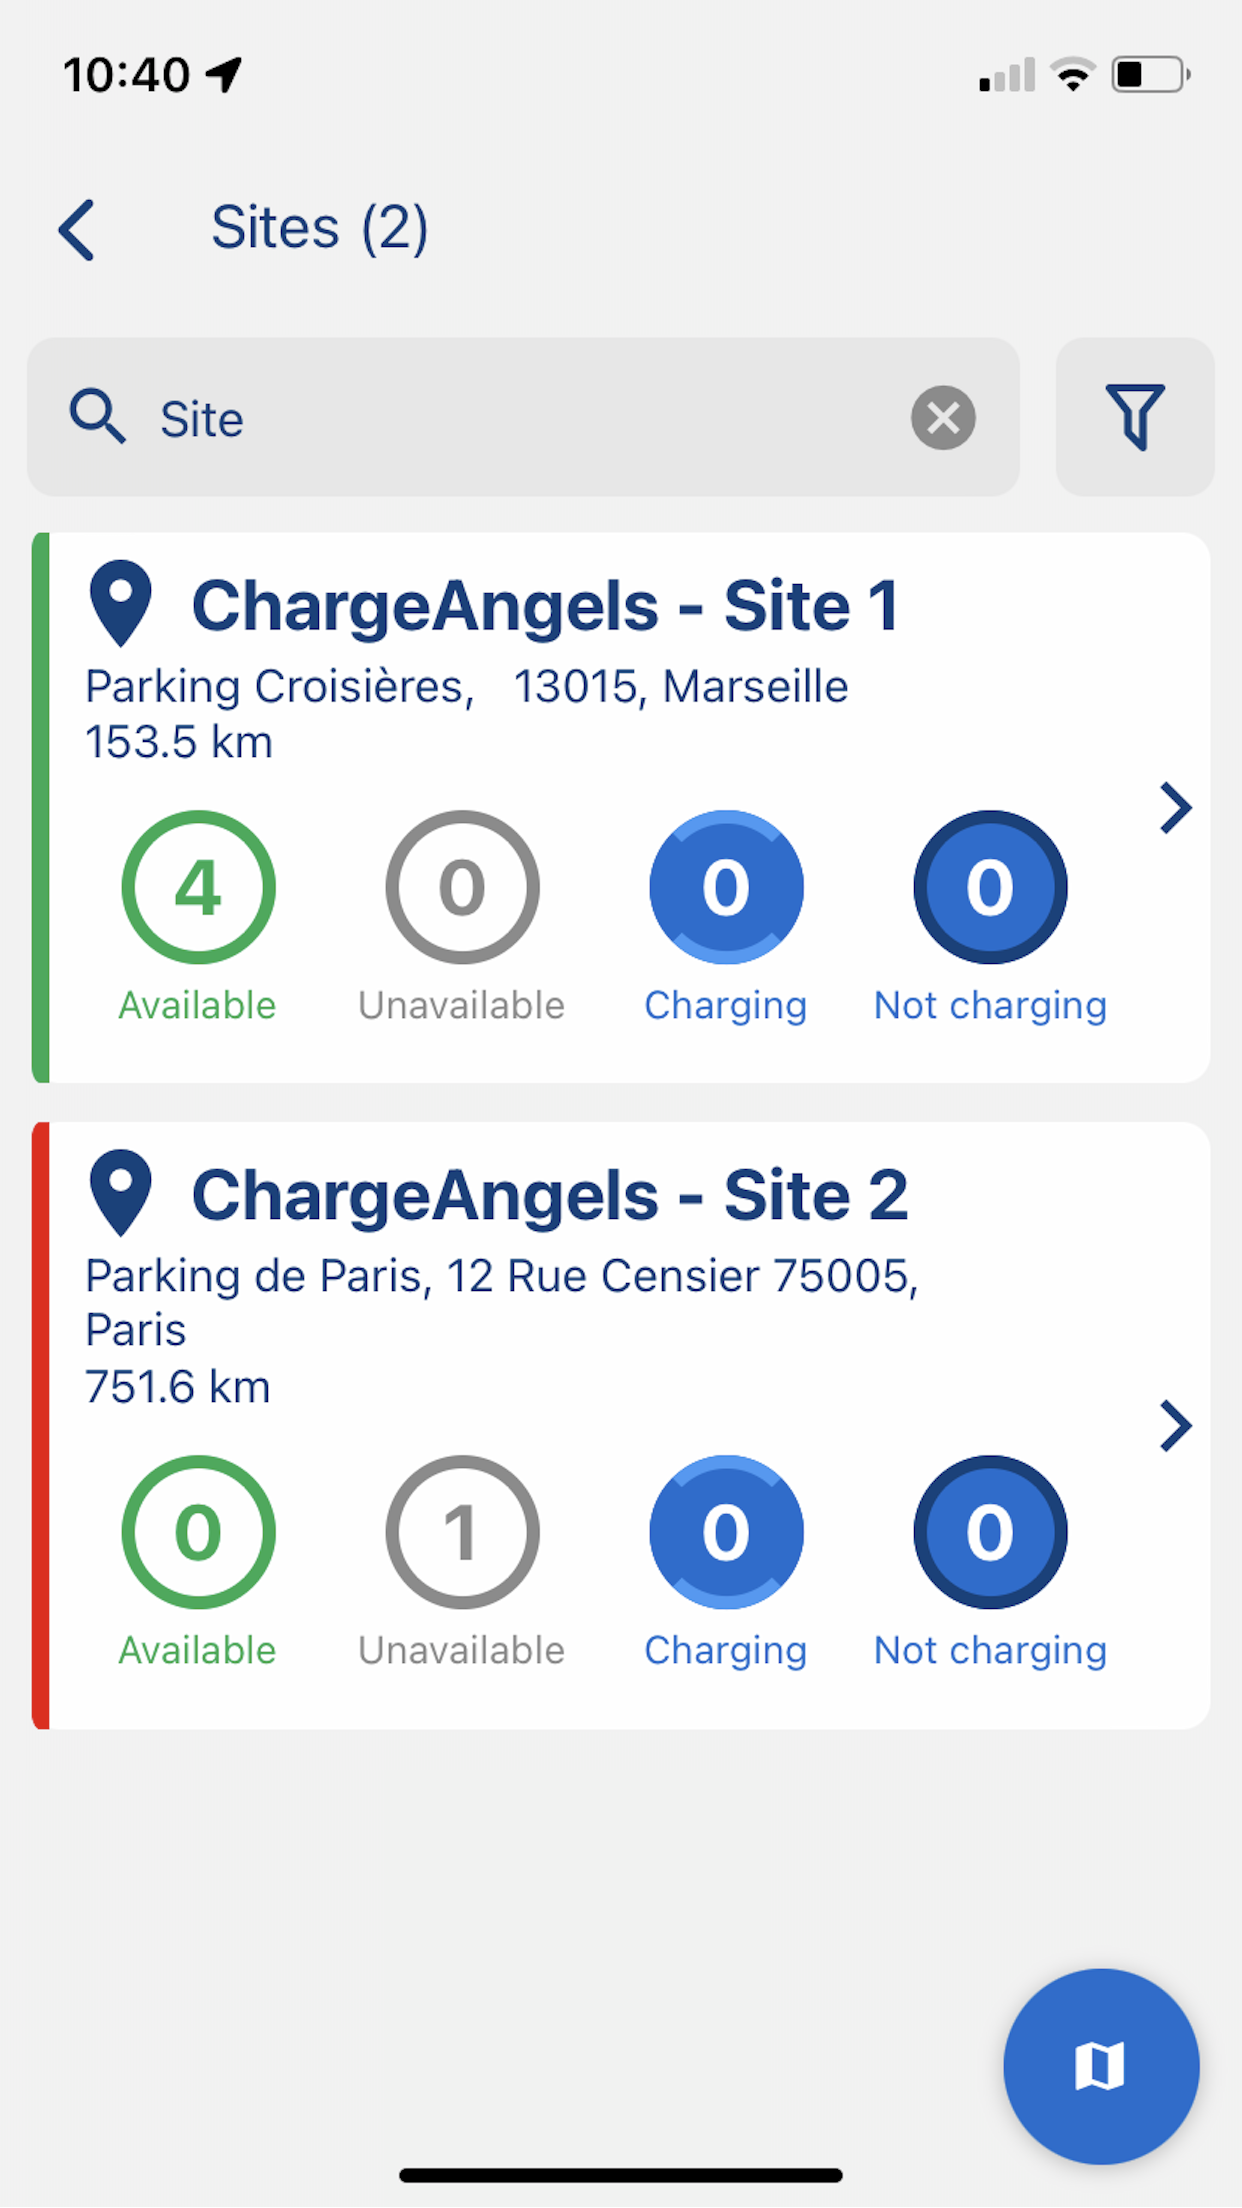 10:40
Sites (2)
Site
ChargeAngels - Site 1
Parking Croisières, 13015, Marseille
153.5 km
4 0 0 0
Available Unavailable Charging Not charging
ChargeAngels - Site 2
Parking de Paris, 12 Rue Censier 75005,
Paris
751.6 km
0 1 0 0
Available Unavailable Charging Not charging